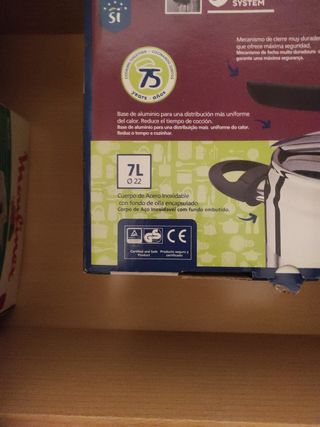 SYSTEM
SI
Mecanismo de cierre muy durader
que ofrece máxima seguridad.
Mecanismo de fecho muito duradouro
garante uma máxima segurança.
75
years - años
Base de aluminio para una distribución más uniforme
del calor. Reduce el tiempo de cocción.
Base de alumínio para uma distribuição mais uniforme do calor.
Reduz o tempo a cozinhar.
7L
Ø 22
Cuerpo de Acero Inoxidable
con fondo de olla encapsulado.
Corpo de Aço Inoxidável com fundo embutido.
CE
Certified and Safe
Product
Producto seguro y
certificado